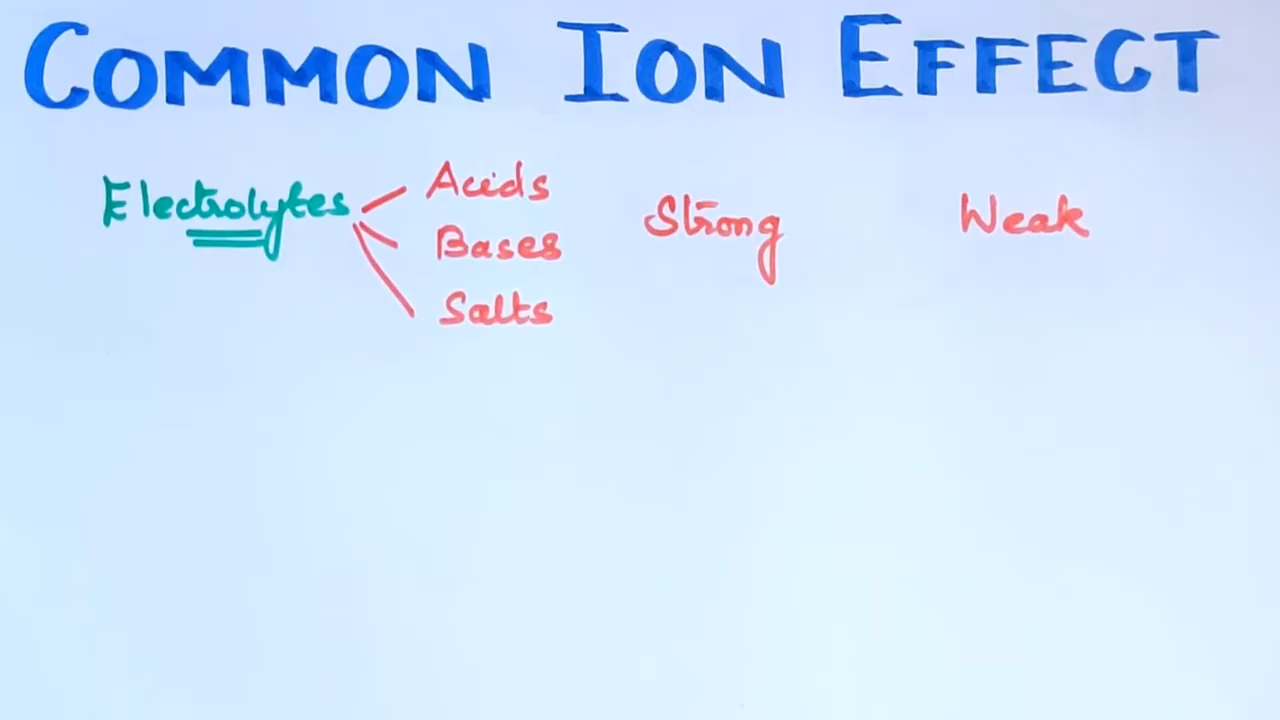 COMMON ION EFFECT
Electrolytes
Acids
Bases
Salts
Strong
Weak